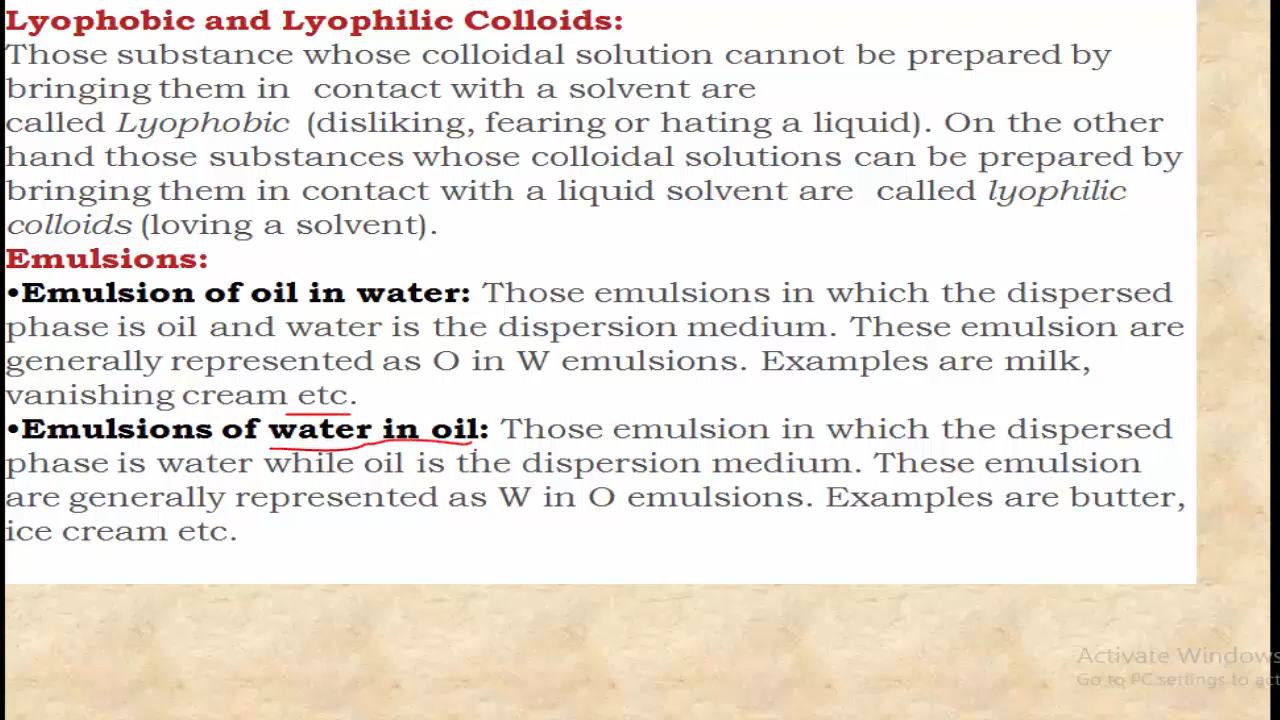 Lyophobic and Lyophilic Colloids:
Those substance whose colloidal solution cannot be prepared by
bringing them in contact with a solvent are
called Lyophobic (disliking, fearing or hating a liquid). On the other
hand those substances whose colloidal solutions can be prepared by
bringing them in contact with a liquid solvent are called lyophilic
colloids (loving a solvent).
Emulsions:
•Emulsion of oil in water: Those emulsions in which the dispersed
phase is oil and water is the dispersion medium. These emulsion are
generally represented as O in W emulsions. Examples are milk,
vanishing cream etc.
•Emulsions of water in oil: Those emulsion in which the dispersed
phase is water while oil is the dispersion medium. These emulsion
are generally represented as W in O emulsions. Examples are butter,
ice cream etc.
Activate Windows
Go to PC settings to act